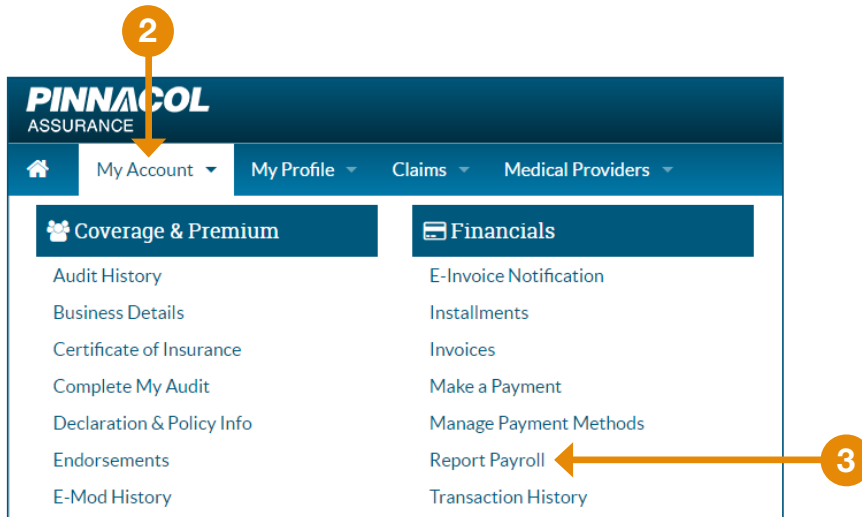 2
PINNACOL
ASSURANCE
My Account My Profile Claims Medical Providers
Coverage & Premium
Audit History
Business Details
Certificate of Insurance
Complete My Audit
Declaration & Policy Info
Endorsements
E-Mod History
Financials
E-Invoice Notification
Installments
Invoices
Make a Payment
Manage Payment Methods
Report Payroll
3
Transaction History